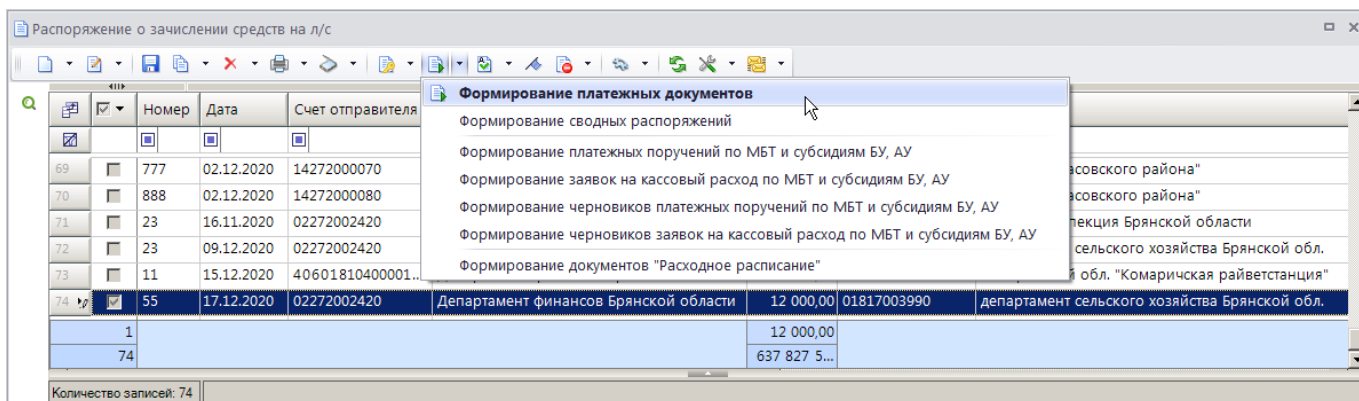 Распоряжение о зачислении средств на л/с
Формирование платежных документов
Формирование сводных распоряжений
Формирование платежных поручений по МБТ и субсидиям БУ, АУ
Формирование заявок на кассовый расход по МБТ и субсидиям БУ, АУ
Формирование черновиков платежных поручений по МБТ и субсидиям БУ, АУ
Формирование черновиков заявок на кассовый расход по МБТ и субсидиям БУ, АУ
Формирование документов "Расходное расписание"
Номер Дата Счет отправителя
69 777 02.12.2020 14272000070 района"
70 888 02.12.2020 14272000080 района"
71 23 16.11.2020 02272002420 Брянской области
72 23 09.12.2020 02272002420 сельского хозяйства Брянской обл.
73 11 15.12.2020 40601810400001... обл. "Комаричская райветстанция"
74 55 17.12.2020 02272002420 Департамент финансов Брянской области 12 000,00 01817003990 департамент сельского хозяйства Брянской обл.
1 12 000,00
74 637 827 5...
Количество записей: 74